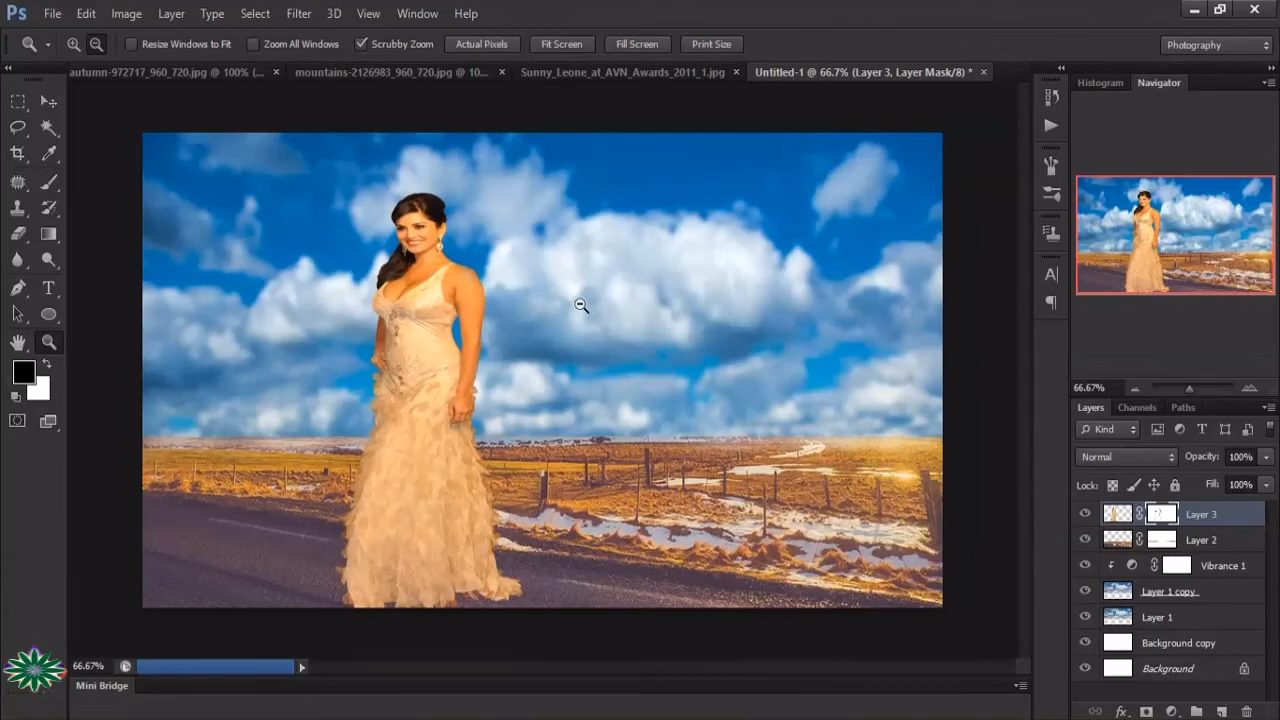 Ps File Edit Image Layer Type Select Filter 3D View Window Help
Resize Windows to Fit Zoom All Windows Scrubby Zoom Actual Pixels Fit Screen Fill Screen Print Size Photography
autumn-972717_960_720.jpg @ 100% (... × mountains-2126983_960_720.jpg @ 10... × Sunny_Leone_at_AVN_Awards_2011_1.jpg × Untitled-1 @ 66.7% (Layer 3, Layer Mask/8) * ×
Histogram Navigator
66.67%
Layers Channels Paths
Kind
Normal Opacity: 100%
Lock: Fill: 100%
Layer 3
Layer 2
Vibrance 1
Layer 1 copy
Layer 1
Background copy
Background
66.67%
Mini Bridge